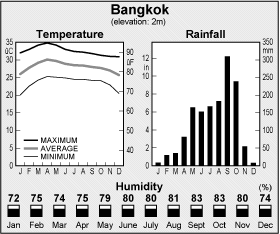 Bangkok
(elevation: 2m)
Temperature
Rainfall
35
30
25
20
15
10
5
0
°C
90
°F
80
70
60
50
40
MAXIMUM
AVERAGE
MINIMUM
J F M A M J J A S O N D
12
in
10
8
6
4
2
0
350
mm
300
250
200
150
100
50
0
J F M A M J J A S O N D
Humidity (%)
72 75 74 75 79 80 80 81 83 83 80 74
Jan Feb Mar Apr May Jun July Aug Sep Oct Nov Dec